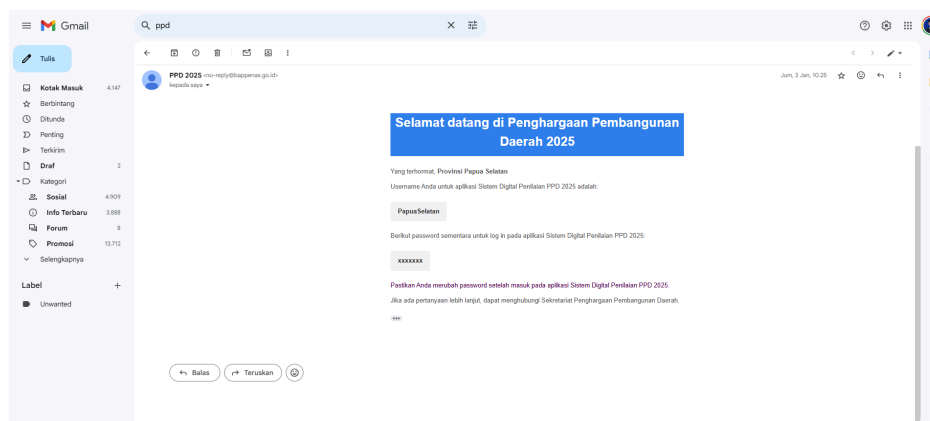 Gmail
ppd
Tulis
Kotak Masuk 4.147
Berbintang
Ditunda
Penting
Terkirim
Draf 2
Kategori
Sosial 4.909
Info Terbaru 3.888
Forum 8
Promosi 13.712
Selengkapnya
Label
Unwanted
PPD 2025 <no-reply@bappenas.go.id>
kepada saya
Jum, 3 Jan, 10.25
Selamat datang di Penghargaan Pembangunan
Daerah 2025
Yang terhormat, Provinsi Papua Selatan
Username Anda untuk aplikasi Sistem Digital Penilaian PPD 2025 adalah:
PapuaSelatan
Berikut password sementara untuk log in pada aplikasi Sistem Digital Penilaian PPD 2025:
xxxxxxx
Pastikan Anda merubah password setelah masuk pada aplikasi Sistem Digital Penilaian PPD 2025.
Jika ada pertanyaan lebih lanjut, dapat menghubungi Sekretariat Penghargaan Pembangunan Daerah.
Balas
Teruskan